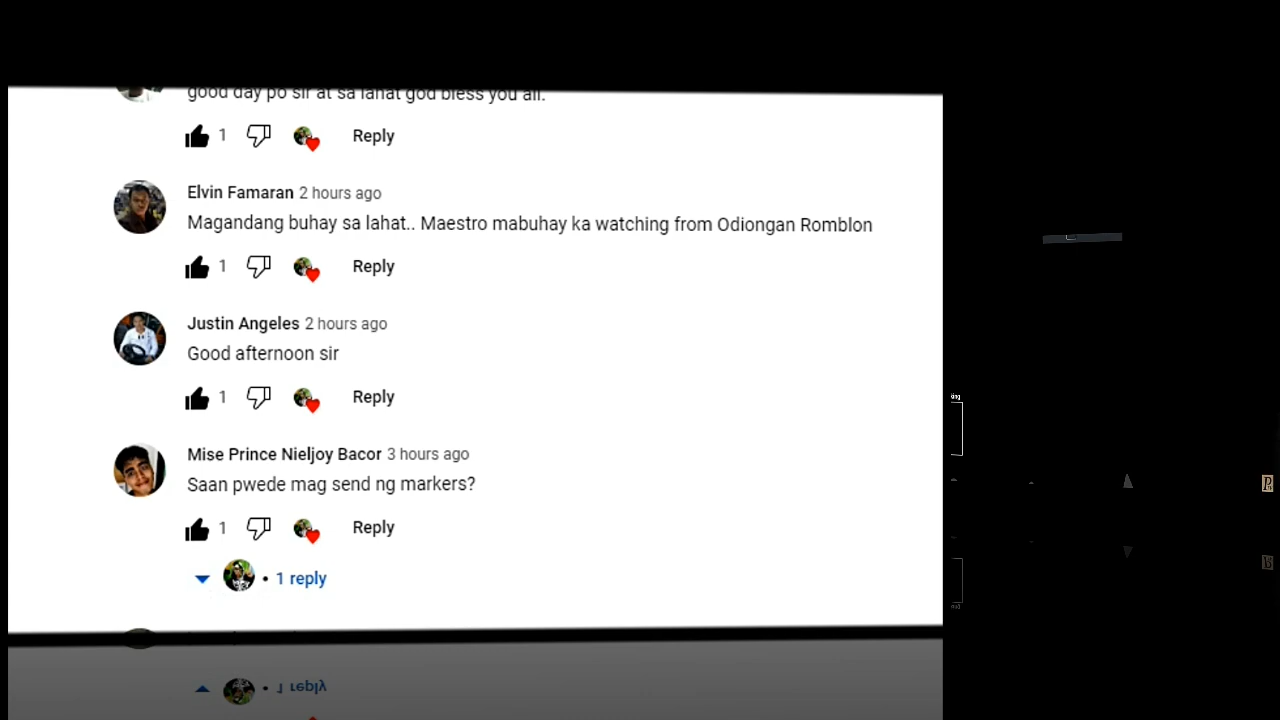 good day po sir at sa lahat god bless you all.
1 Reply
Elvin Famaran 2 hours ago
Magandang buhay sa lahat.. Maestro mabuhay ka watching from Odiongan Romblon
1 Reply
Justin Angeles 2 hours ago
Good afternoon sir
1 Reply
Mise Prince Nieljoy Bacor 3 hours ago
Saan pwede mag send ng markers?
1 Reply
• 1 reply